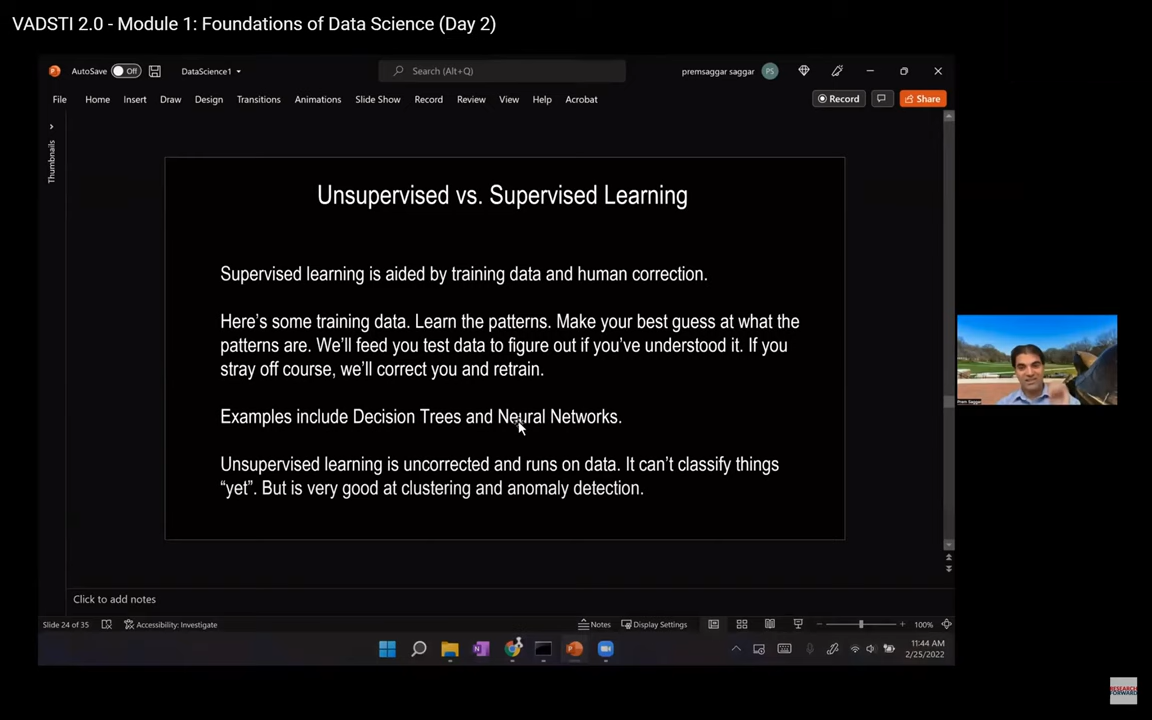 VADSTI 2.0 - Module 1: Foundations of Data Science (Day 2)
AutoSave Off DataScience1 Search (Alt+Q) premsaggar saggar PS
File Home Insert Draw Design Transitions Animations Slide Show Record Review View Help Acrobat Record Share
Thumbnails
Unsupervised vs. Supervised Learning
Supervised learning is aided by training data and human correction.
Here's some training data. Learn the patterns. Make your best guess at what the
patterns are. We'll feed you test data to figure out if you've understood it. If you
stray off course, we'll correct you and retrain.
Examples include Decision Trees and Neural Networks.
Unsupervised learning is uncorrected and runs on data. It can't classify things
"yet". But is very good at clustering and anomaly detection.
Prem Saggar
Click to add notes
Slide 24 of 35 Accessibility: Investigate Notes Display Settings 100%
11:44 AM
2/25/2022
RESEARCH
FORWARD